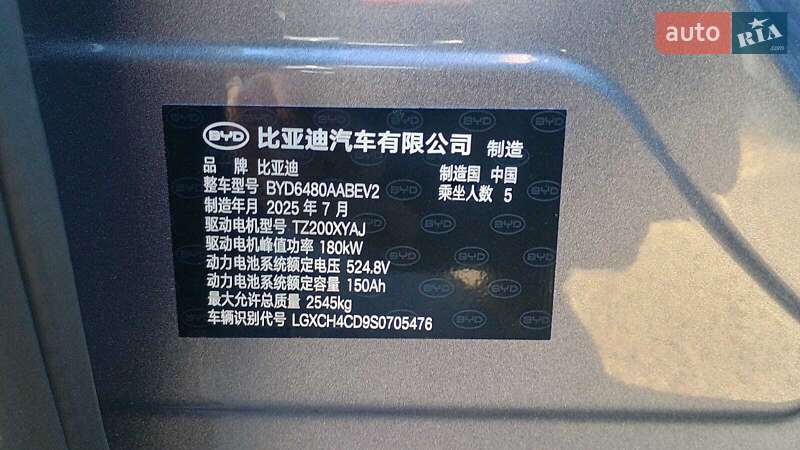 auto RIA .com
BYD 比亚迪汽车有限公司 制造
品 牌 比亚迪 制造国 中国
整车型号 BYD6480AABEV2 乘坐人数 5
制造年月 2025 年 7 月
驱动电机型号 TZ200XYAJ
驱动电机峰值功率 180kW
动力电池系统额定电压 524.8V
动力电池系统额定容量 150Ah
最大允许总质量 2545kg
车辆识别代号 LGXCH4CD9S0705476